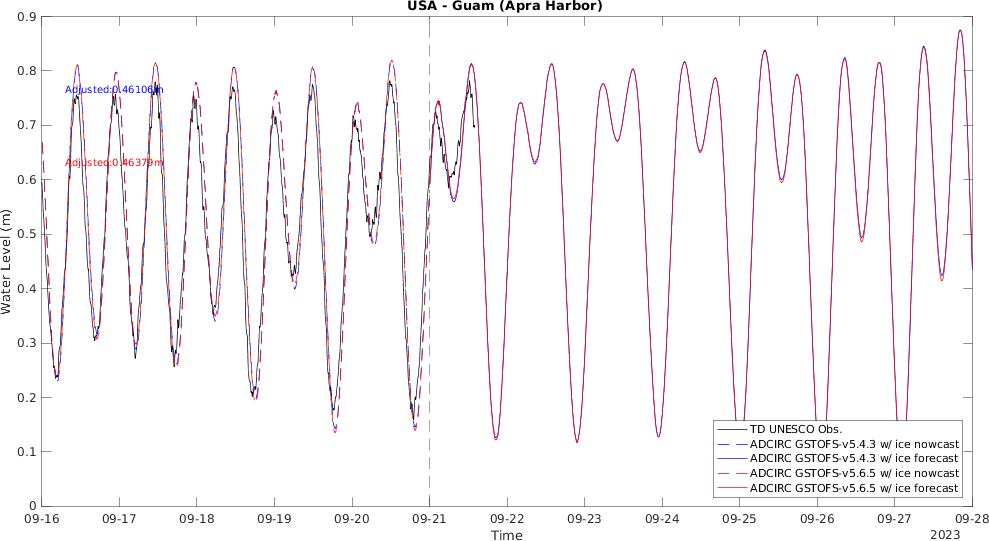 USA - Guam (Apra Harbor)
0.9
0.8
0.7
0.6
0.5
0.4
0.3
0.2
0.1
0
Water Level (m)
Adjusted:0.46106m
Adjusted:0.46379m
TD UNESCO Obs.
ADCIRC GSTOFS-v5.4.3 w/ ice nowcast
ADCIRC GSTOFS-v5.4.3 w/ ice forecast
ADCIRC GSTOFS-v5.6.5 w/ ice nowcast
ADCIRC GSTOFS-v5.6.5 w/ ice forecast
09-16 09-17 09-18 09-19 09-20 09-21 09-22 09-23 09-24 09-25 09-26 09-27 09-28
Time
2023